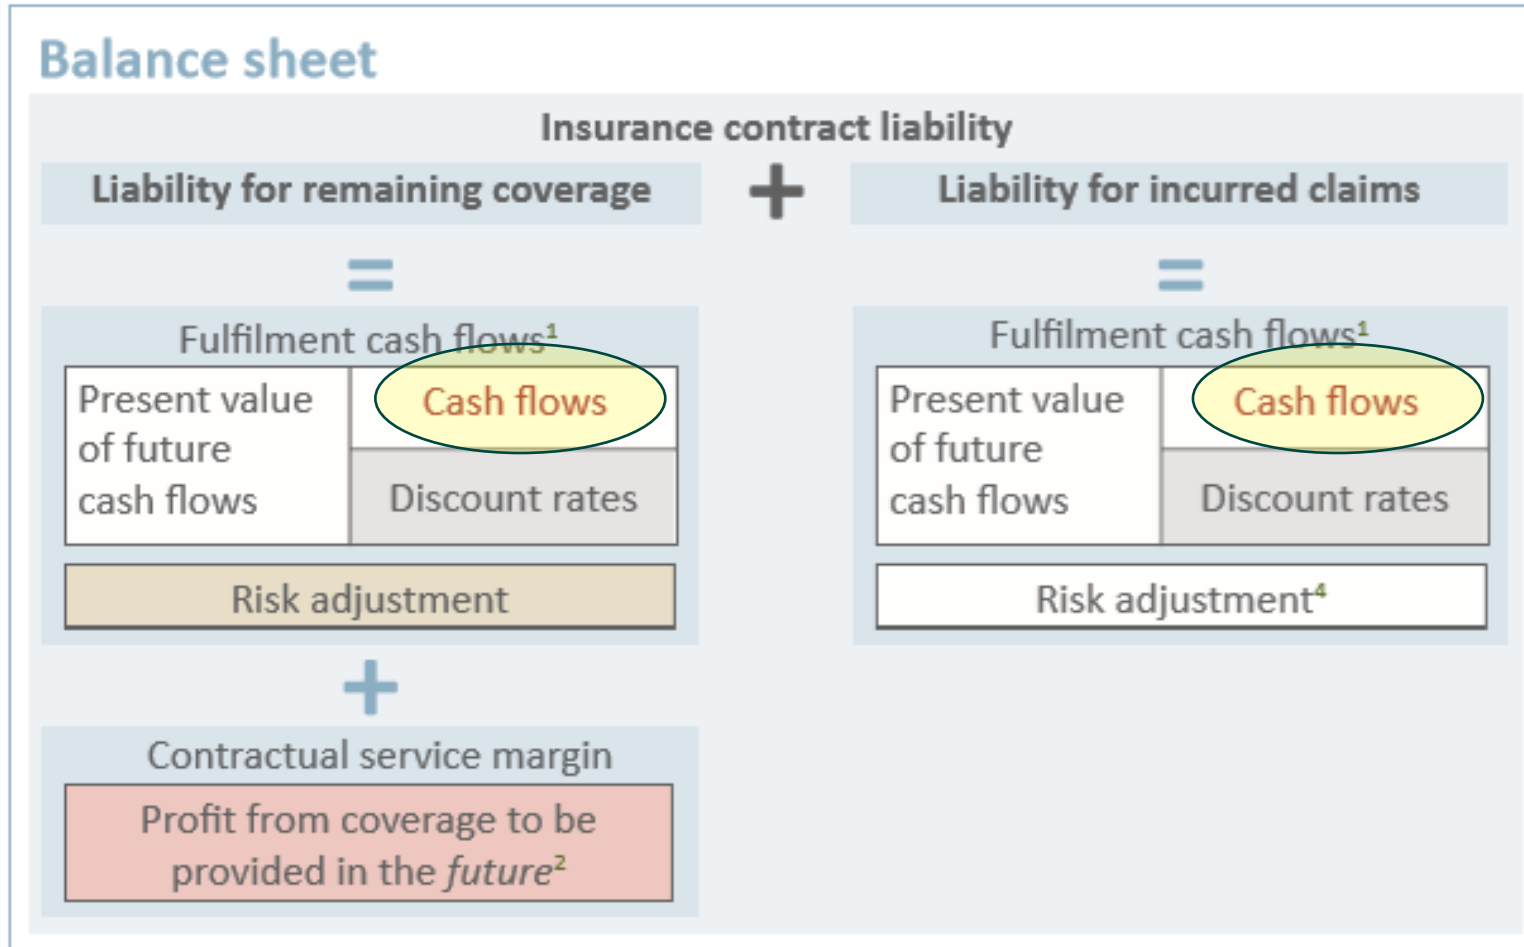 Balance sheet
Insurance contract liability
Liability for remaining coverage
+
Liability for incurred claims
=
=
Fulfilment cash flows¹
Present value
of future
cash flows
Cash flows
Discount rates
Risk adjustment
+
Contractual service margin
Profit from coverage to be
provided in the future²
Fulfilment cash flows¹
Present value
of future
cash flows
Cash flows
Discount rates
Risk adjustment⁴